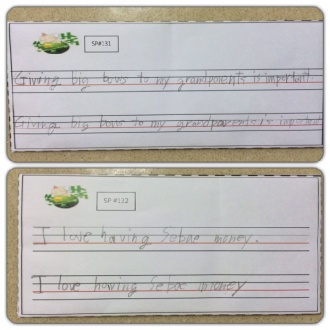 SP#131
Giving big bows to my grandparents is important.
Giving big bows to my grandparents is important
SP #132
I love having Sebae money.
I love having Sebae money